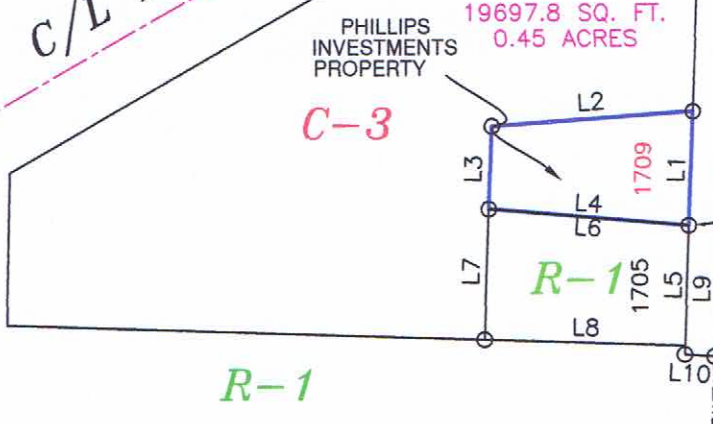 C/L
19697.8 SQ. FT.
0.45 ACRES
PHILLIPS
INVESTMENTS
PROPERTY
C-3
L2
L3
1709
L1
L4
L6
L7
R-1
1705
L5
L9
L8
L10
R-1